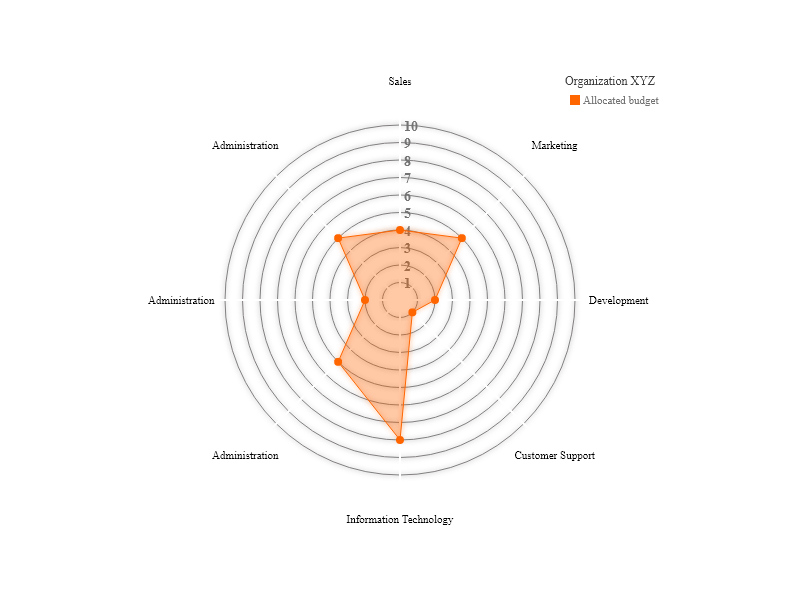 Sales
Organization XYZ
Allocated budget
Administration
Marketing
10
9
8
7
6
5
4
3
2
1
Administration
Development
Administration
Customer Support
Information Technology